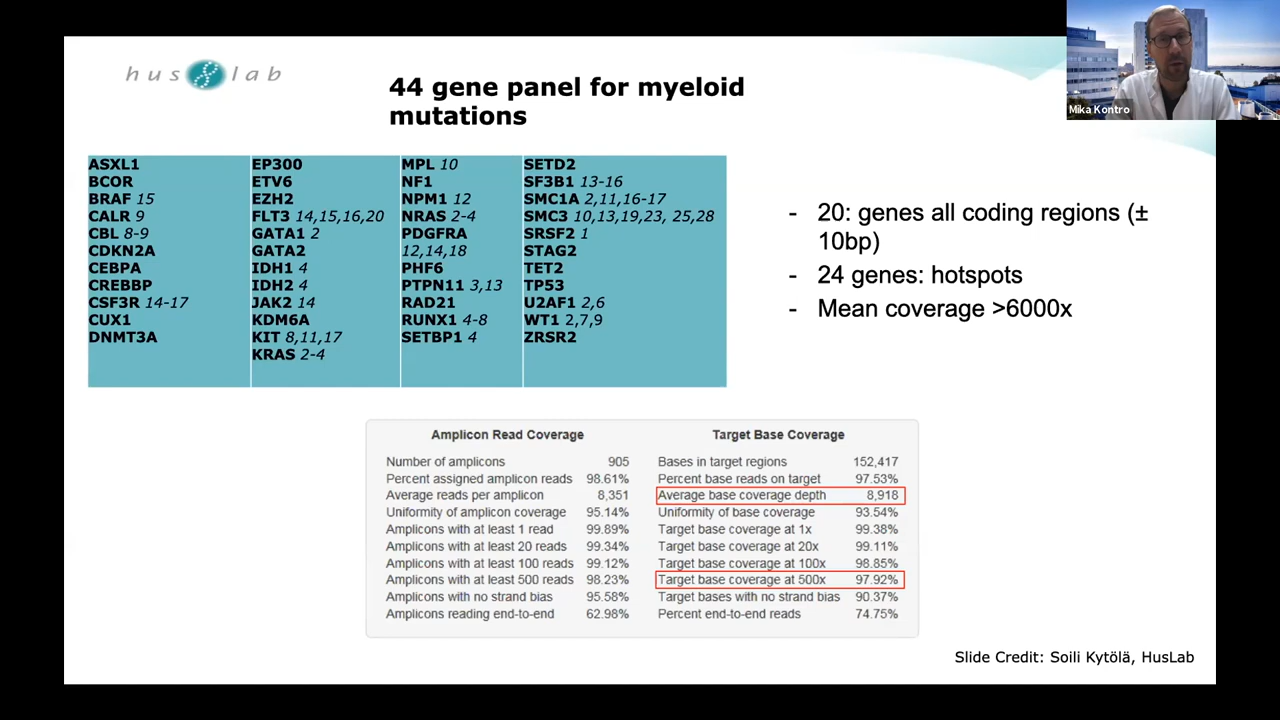 hus lab
44 gene panel for myeloid
mutations
Mika Kontro
ASXL1
BCOR
BRAF 15
CALR 9
CBL 8-9
CDKN2A
CEBPA
CREBBP
CSF3R 14-17
CUX1
DNMT3A
EP300
ETV6
EZH2
FLT3 14,15,16,20
GATA1 2
GATA2
IDH1 4
IDH2 4
JAK2 14
KDM6A
KIT 8,11,17
KRAS 2-4
MPL 10
NF1
NPM1 12
NRAS 2-4
PDGFRA
12,14,18
PHF6
PTPN11 3,13
RAD21
RUNX1 4-8
SETBP1 4
SETD2
SF3B1 13-16
SMC1A 2,11,16-17
SMC3 10,13,19,23, 25,28
SRSF2 1
STAG2
TET2
TP53
U2AF1 2,6
WT1 2,7,9
ZRSR2
- 20: genes all coding regions (±
10bp)
- 24 genes: hotspots
- Mean coverage >6000x
Amplicon Read Coverage
Number of amplicons 905
Percent assigned amplicon reads 98.61%
Average reads per amplicon 8,351
Uniformity of amplicon coverage 95.14%
Amplicons with at least 1 read 99.89%
Amplicons with at least 20 reads 99.34%
Amplicons with at least 100 reads 99.12%
Amplicons with at least 500 reads 98.23%
Amplicons with no strand bias 95.58%
Amplicons reading end-to-end 62.98%
Target Base Coverage
Bases in target regions 152,417
Percent base reads on target 97.53%
Average base coverage depth 8,918
Uniformity of base coverage 93.54%
Target base coverage at 1x 99.38%
Target base coverage at 20x 99.11%
Target base coverage at 100x 98.85%
Target base coverage at 500x 97.92%
Target bases with no strand bias 90.37%
Percent end-to-end reads 74.75%
Slide Credit: Soili Kytölä, HusLab